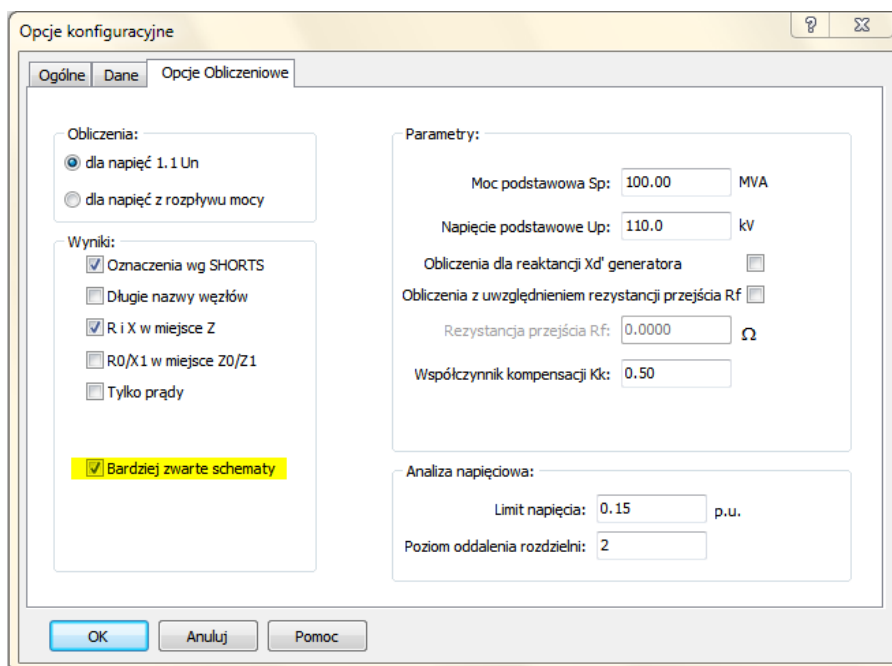 Opcje konfiguracyjne
Ogólne Dane Opcje Obliczeniowe
Obliczenia:
dla napięć 1.1 Un
dla napięć z rozpływu mocy
Wyniki:
Oznaczenia wg SHORTS
Długie nazwy węzłów
R i X w miejsce Z
R0/X1 w miejsce Z0/Z1
Tylko prądy
Bardziej zwarte schematy
Parametry:
Moc podstawowa Sp: 100.00 MVA
Napięcie podstawowe Up: 110.0 kV
Obliczenia dla reaktancji Xd' generatora
Obliczenia z uwzględnieniem rezystancji przejścia Rf
Rezystancja przejścia Rf: 0.0000 Ω
Współczynnik kompensacji Kk: 0.50
Analiza napięciowa:
Limit napięcia: 0.15 p.u.
Poziom oddalenia rozdzielni: 2
OK Anuluj Pomoc